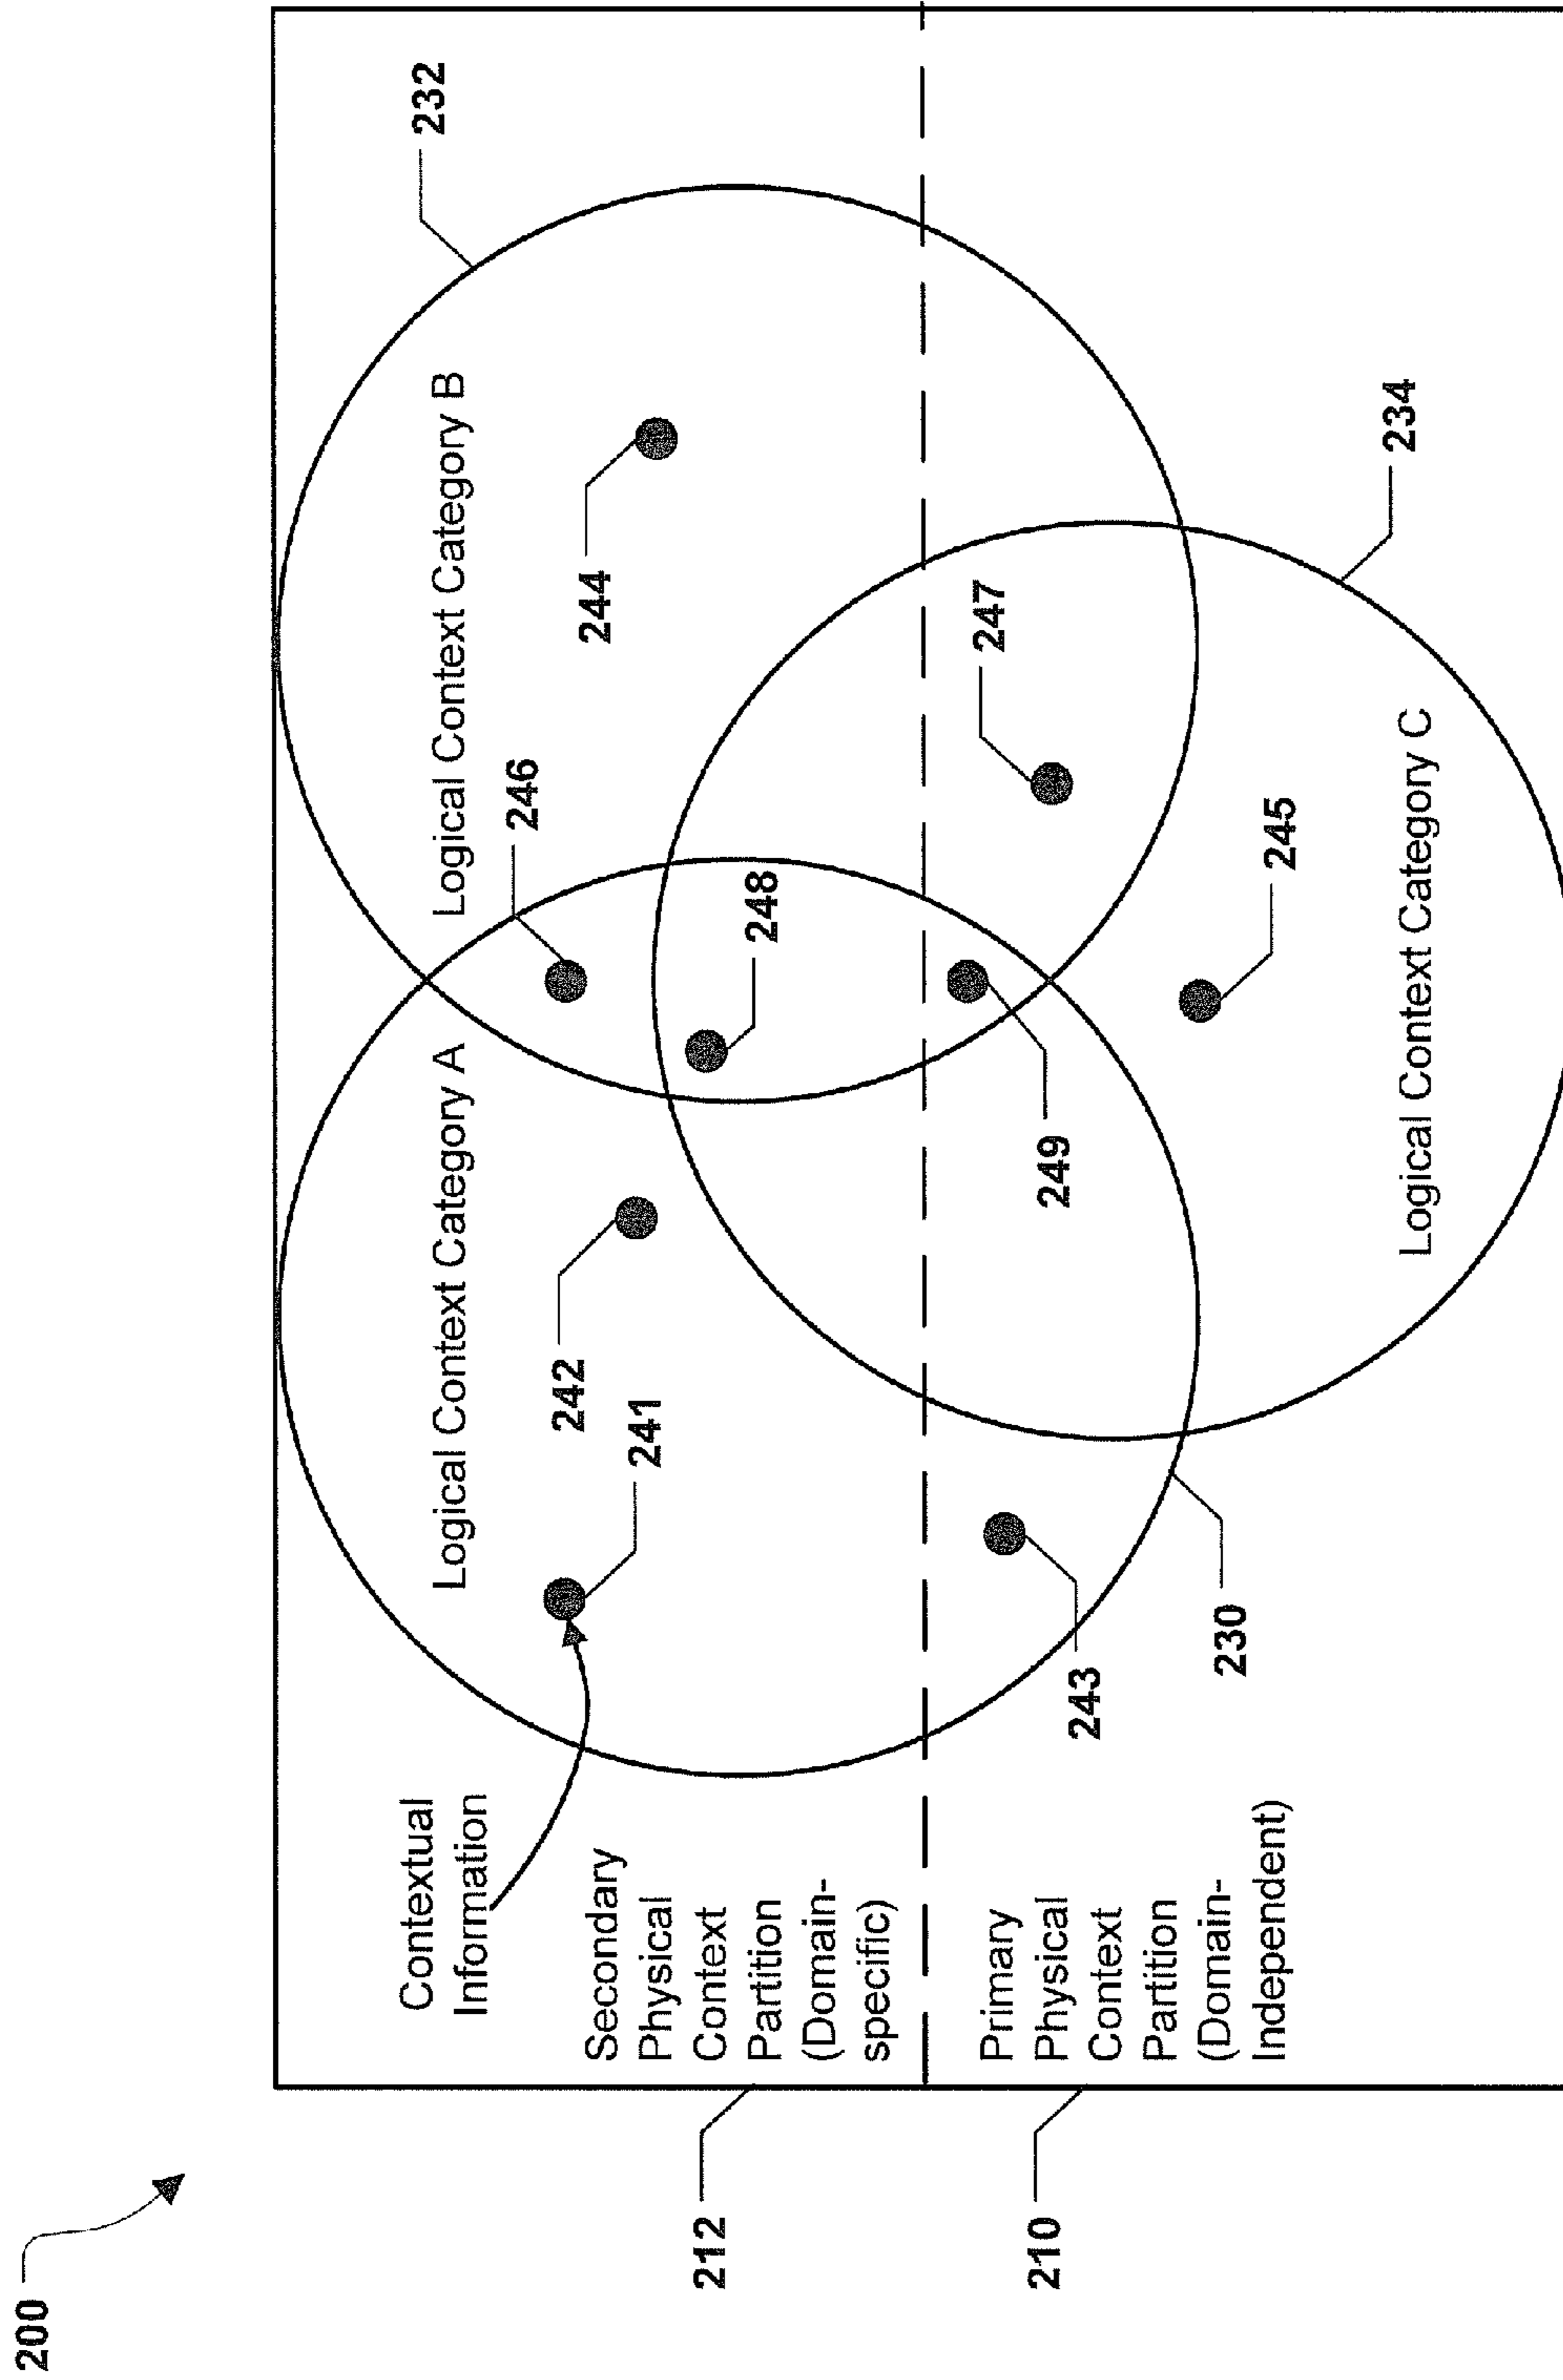 200
232
Logical Context Category A
Logical Context Category B
Contextual
Information
246
244
242
241
248
Secondary
Physical
Context
Partition
(Domain-
specific)
212
247
249
243
245
234
230
Primary
Physical
Context
Partition
(Domain-
Independent)
210
Logical Context Category C